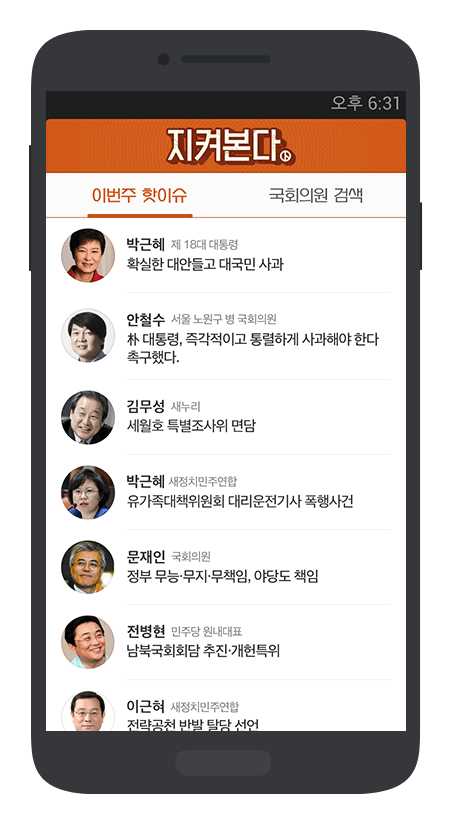 오후 6:31
지켜본다.
이번주 핫이슈
국회의원 검색
박근혜 제 18대 대통령
확실한 대안들고 대국민 사과
안철수 서울 노원구 병 국회의원
朴 대통령, 즉각적이고 통렬하게 사과해야 한다
촉구했다.
김무성 새누리
세월호 특별조사위 면담
박근혜 새정치민주연합
유가족대책위원회 대리운전기사 폭행사건
문재인 국회의원
정부 무능·무지·무책임, 야당도 책임
전병현 민주당 원내대표
남북국회회담 추진·개헌특위
이근혀 새정치민주연합
전략공천 반발 탈당 선언